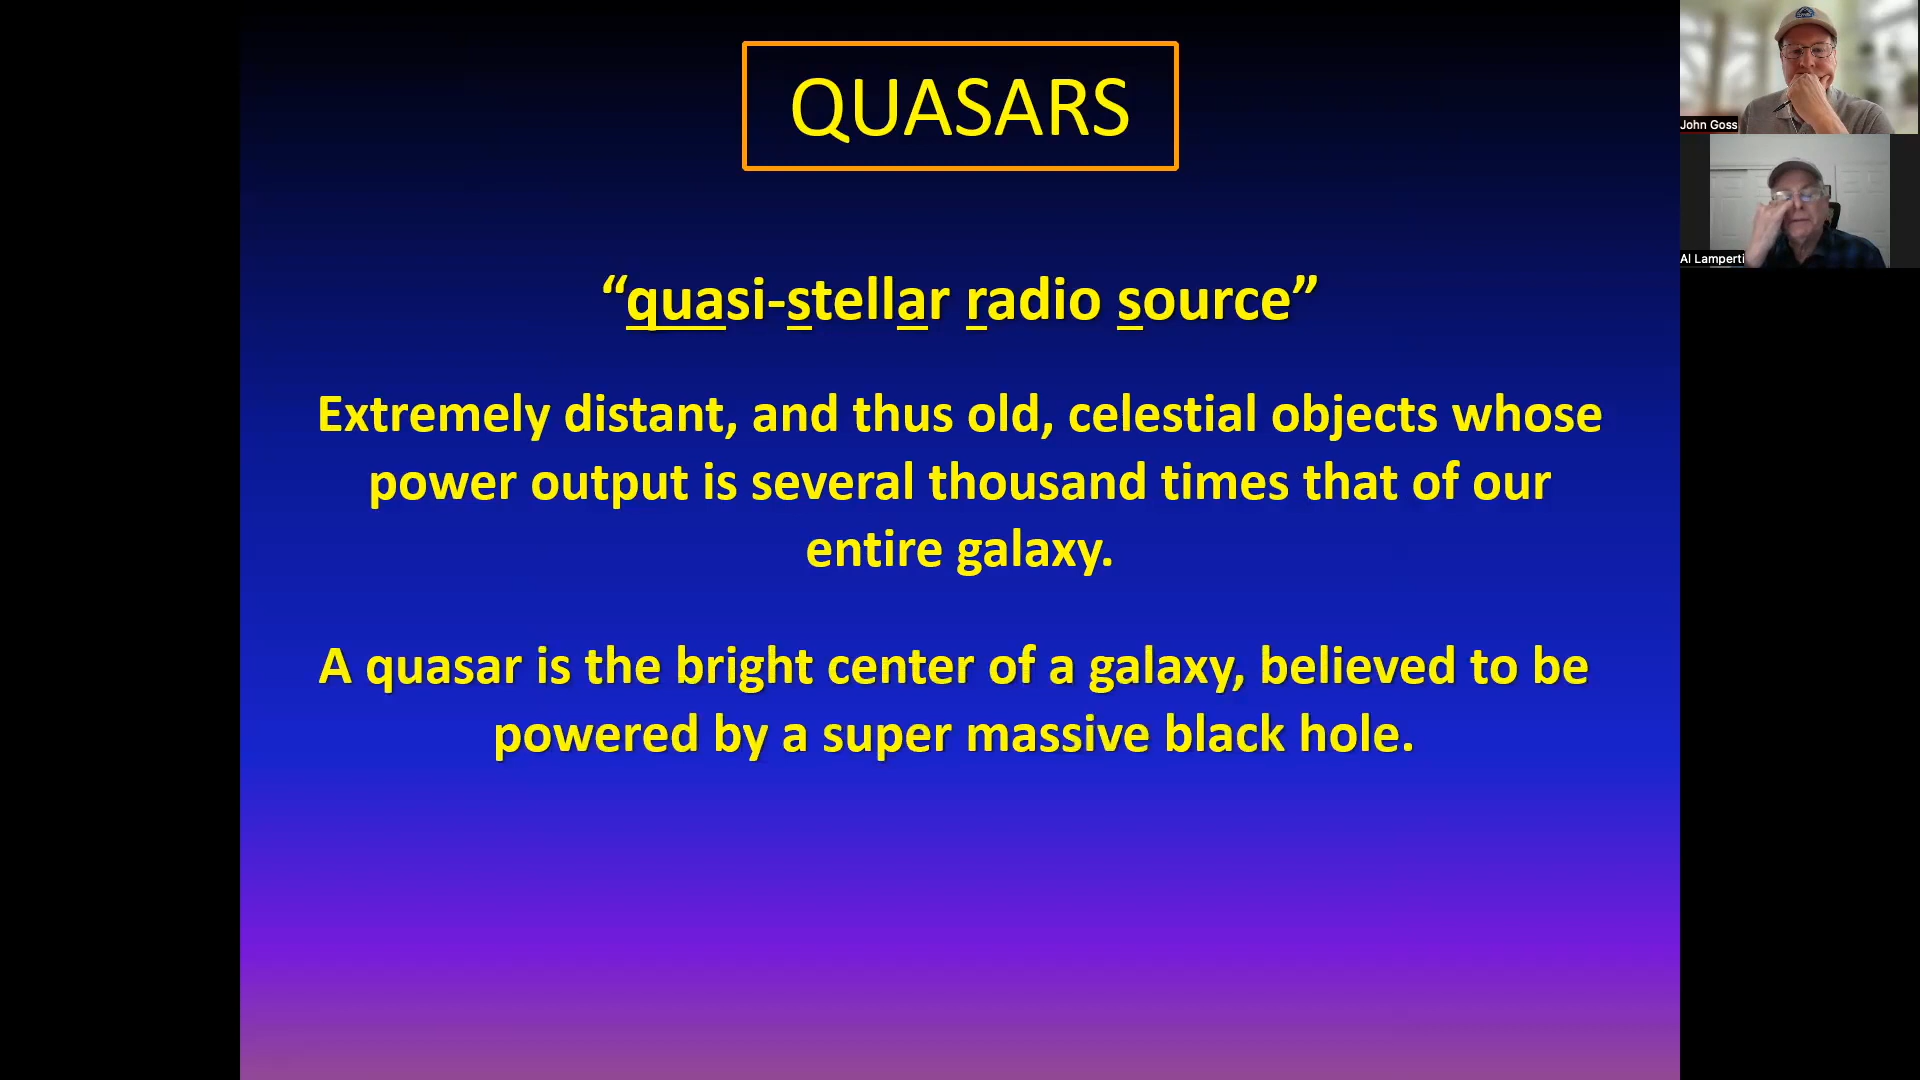 QUASARS
“quasi-stellar radio source”
Extremely distant, and thus old, celestial objects whose
power output is several thousand times that of our
entire galaxy.
A quasar is the bright center of a galaxy, believed to be
powered by a super massive black hole.
John Goss
Al Lamperti